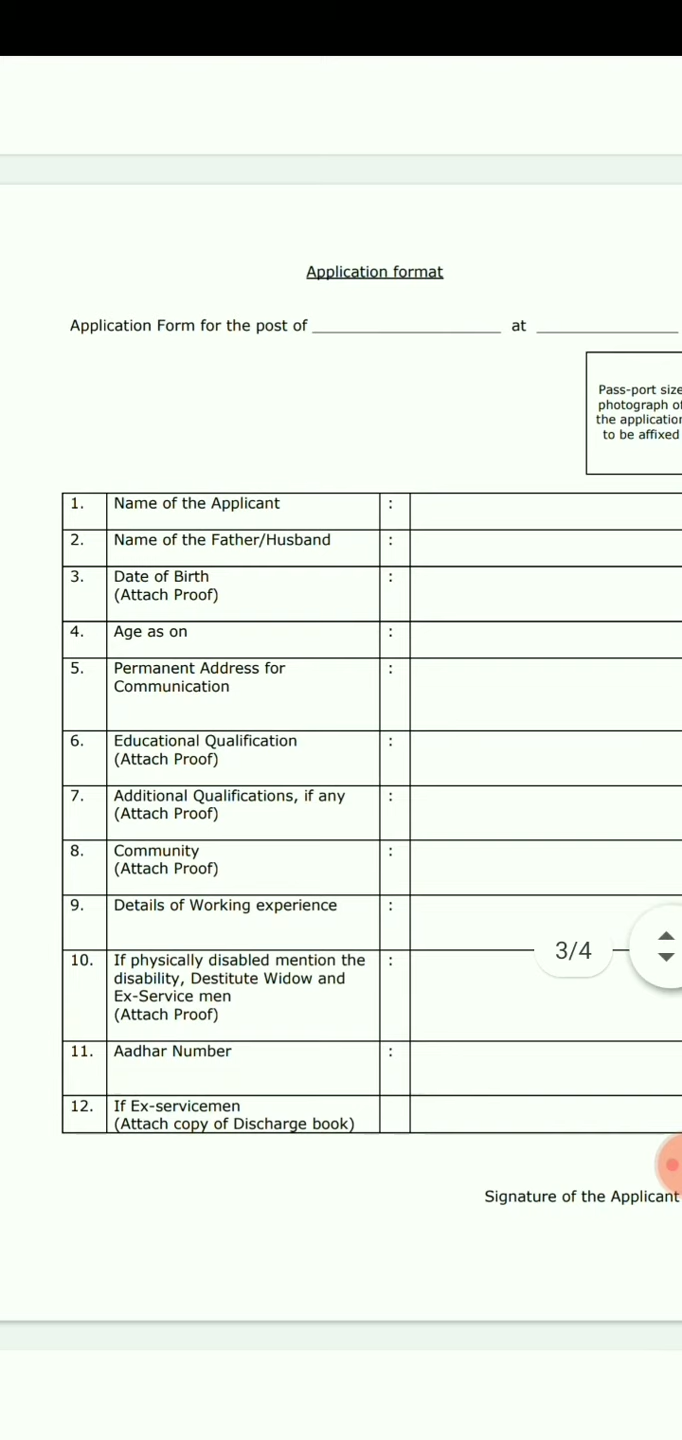 Application format
Application Form for the post of ____________________ at _______________
Pass-port size
photograph of
the application
to be affixed
1. Name of the Applicant :
2. Name of the Father/Husband :
3. Date of Birth :
(Attach Proof)
4. Age as on :
5. Permanent Address for :
Communication
6. Educational Qualification :
(Attach Proof)
7. Additional Qualifications, if any :
(Attach Proof)
8. Community :
(Attach Proof)
9. Details of Working experience :
3/4
10. If physically disabled mention the :
disability, Destitute Widow and
Ex-Service men
(Attach Proof)
11. Aadhar Number :
12. If Ex-servicemen
(Attach copy of Discharge book)
Signature of the Applicant